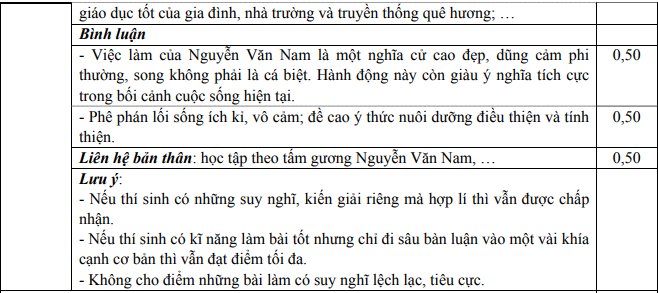 giáo dục tốt của gia đình, nhà trường và truyền thống quê hương; …
Bình luận
- Việc làm của Nguyễn Văn Nam là một nghĩa cử cao đẹp, dũng cảm phi 0,50
thường, song không phải là cá biệt. Hành động này còn giàu ý nghĩa tích cực
trong bối cảnh cuộc sống hiện tại.
- Phê phán lối sống ích kỉ, vô cảm; đề cao ý thức nuôi dưỡng điều thiện và tính 0,50
thiện.
Liên hệ bản thân: học tập theo tấm gương Nguyễn Văn Nam, … 0,50
Lưu ý:
- Nếu thí sinh có những suy nghĩ, kiến giải riêng mà hợp lí thì vẫn được chấp
nhận.
- Nếu thí sinh có kĩ năng làm bài tốt nhưng chỉ đi sâu bàn luận vào một vài khía
cạnh cơ bản thì vẫn đạt điểm tối đa.
- Không cho điểm những bài làm có suy nghĩ lệch lạc, tiêu cực.